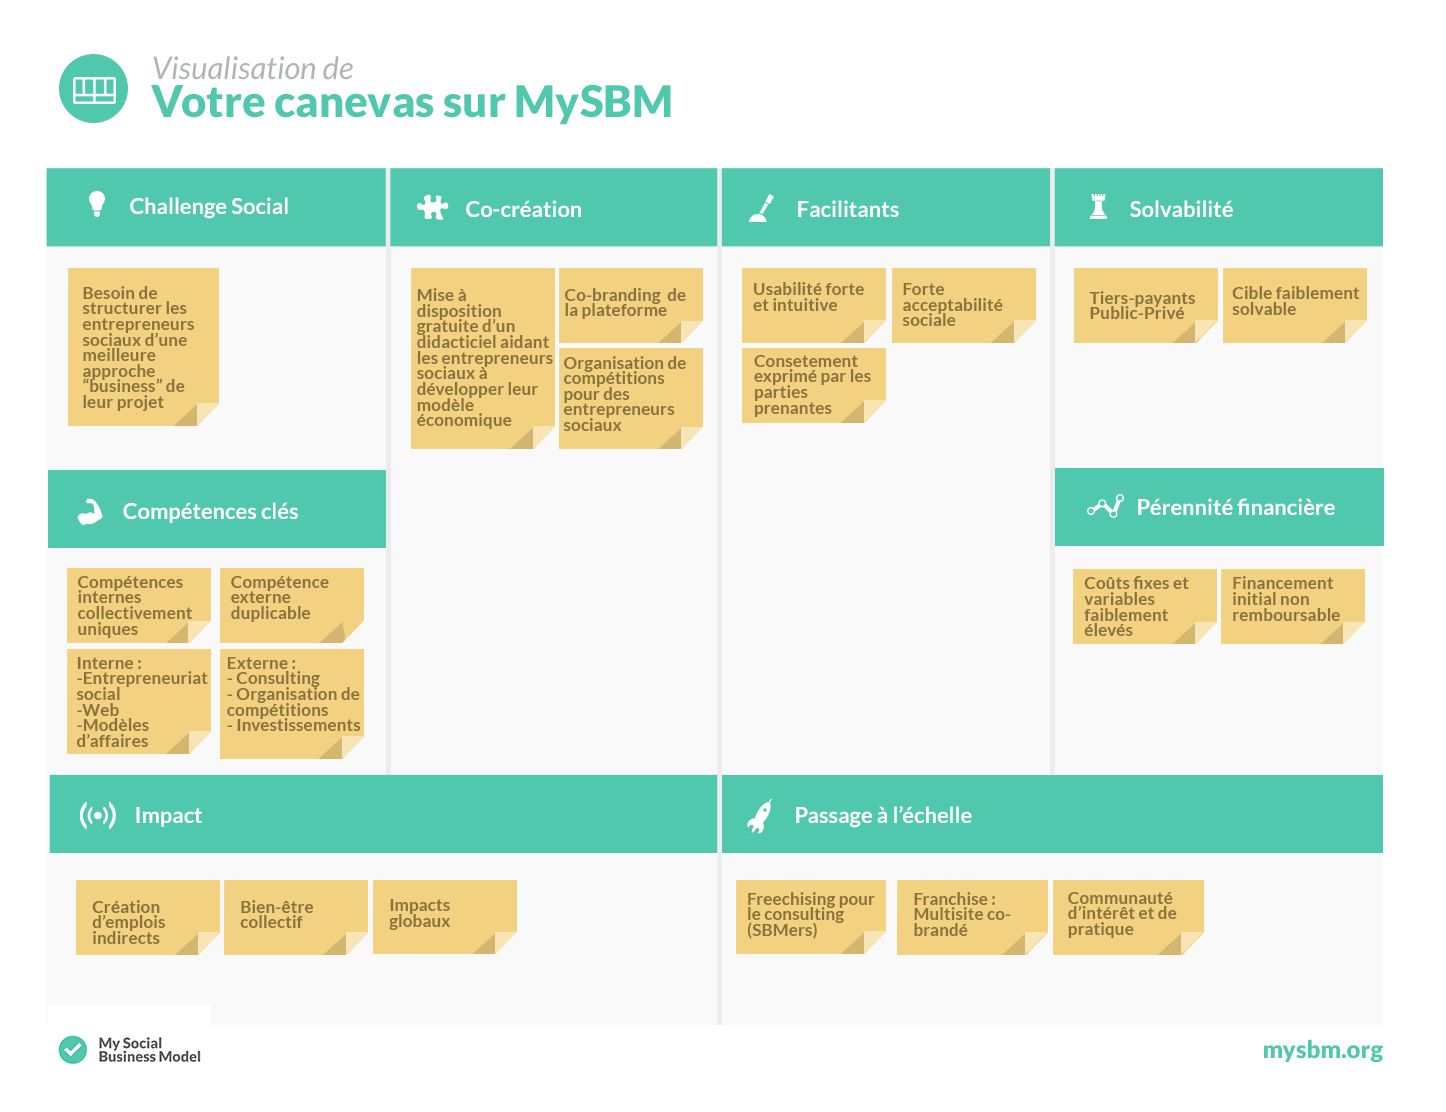 Visualisation de
Votre canevas sur MySBM
Challenge Social
Besoin de
structurer les
entrepreneurs
sociaux d’une
meilleure
approche
“business” de
leur projet
Co-création
Mise à
disposition
gratuite d’un
didacticiel aidant
les entrepreneurs
sociaux à
développer leur
modèle
économique
Co-branding de
la plateforme
Organisation de
compétitions
pour des
entrepreneurs
sociaux
Facilitants
Usabilité forte
et intuitive
Forte
acceptabilité
sociale
Consetement
exprimé par les
parties
prenantes
Solvabilité
Tiers-payants
Public-Privé
Cible faiblement
solvable
Compétences clés
Compétences
internes
collectivement
uniques
Compétence
externe
duplicable
Interne :
-Entrepreneuriat
social
-Web
-Modèles
d’affaires
Externe :
- Consulting
- Organisation de
compétitions
- Investissements
Pérennité financière
Coûts fixes et
variables
faiblement
élevés
Financement
initial non
remboursable
Impact
Création
d’emplois
indirects
Bien-être
collectif
Impacts
globaux
Passage à l’échelle
Freechising pour
le consulting
(SBMers)
Franchise :
Multisite co-
brandé
Communauté
d’intérêt et de
pratique
My Social
Business Model
mysbm.org